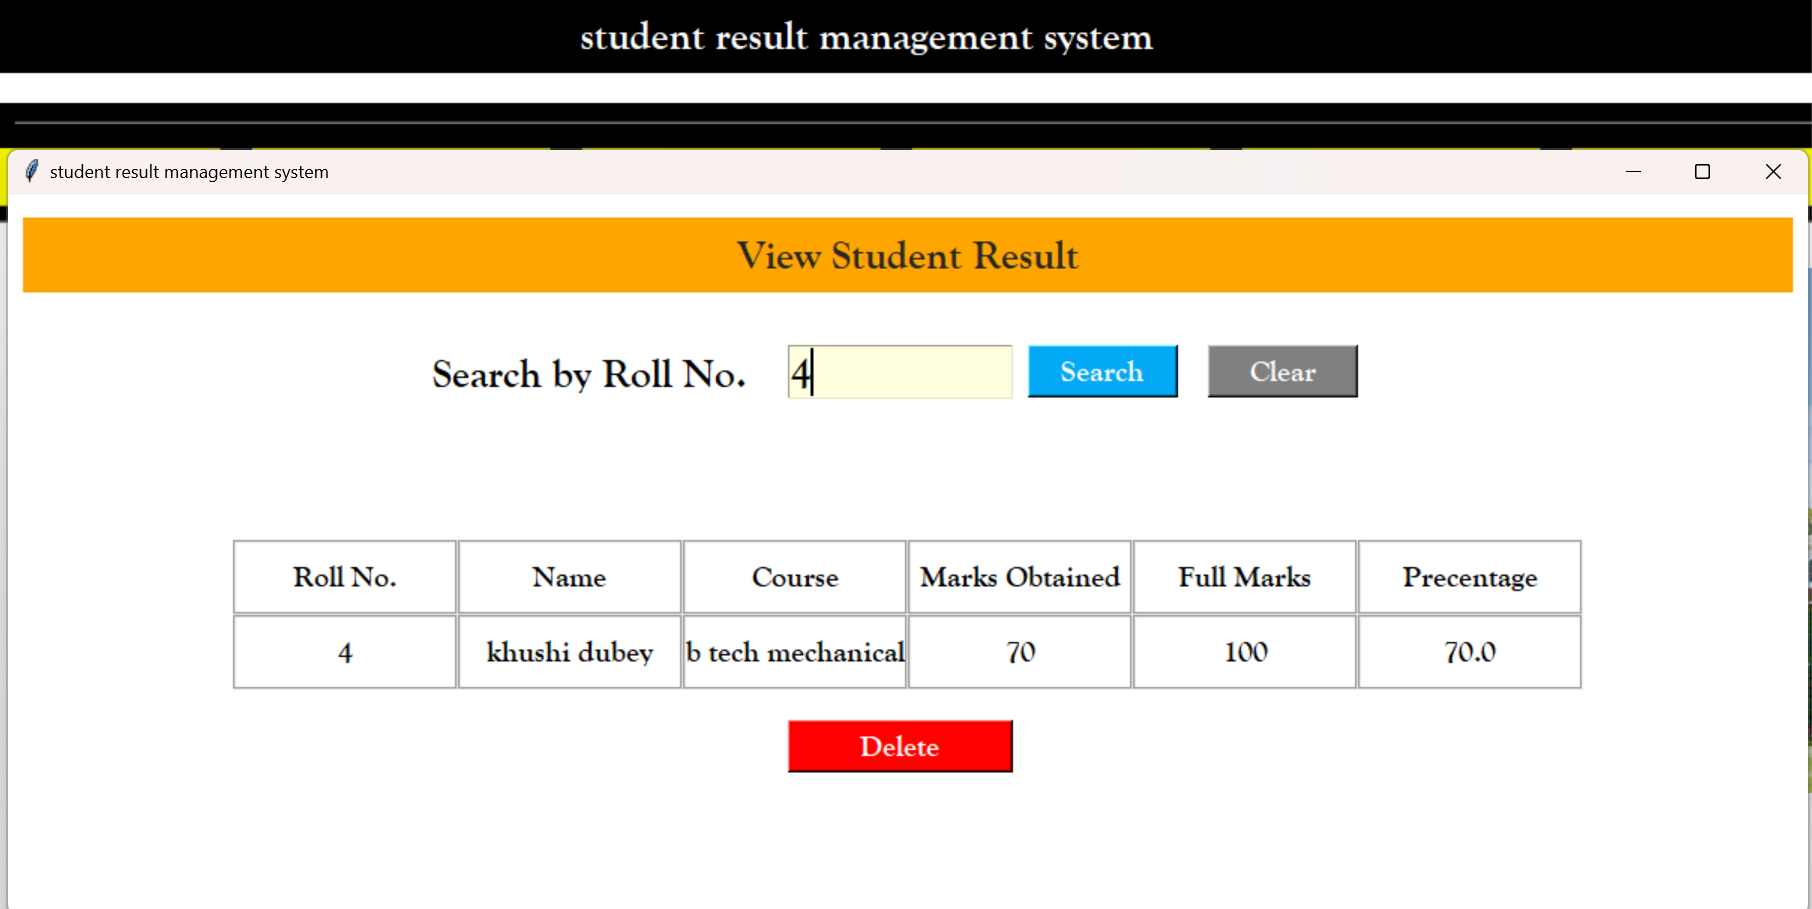 student result management system
student result management system
View Student Result
Search by Roll No. 4 Search Clear
Roll No. Name Course Marks Obtained Full Marks Precentage
4 khushi dubey b tech mechanical 70 100 70.0
Delete